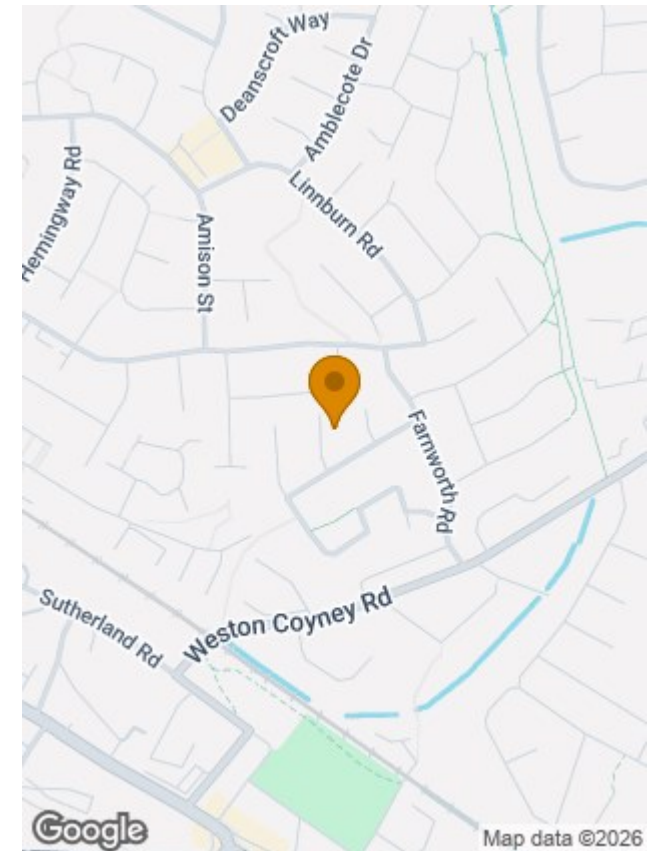 Deanscroft Way
Amblecote Dr
Hemingway Rd
Linnburn Rd
Amison St
Farnworth Rd
Sutherland Rd
Weston Coyney Rd
Google
Map data ©2026